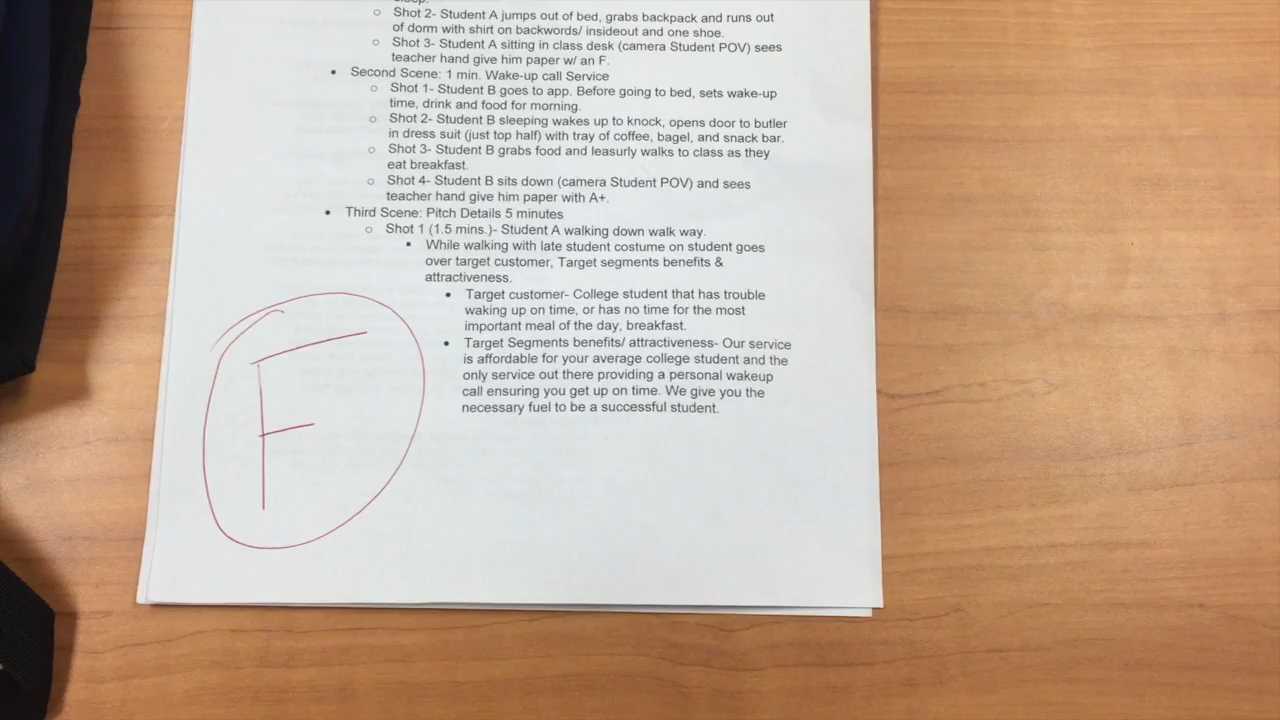 Shot 2- Student A jumps out of bed, grabs backpack and runs out
of dorm with shirt on backwords/ insideout and one shoe.
Shot 3- Student A sitting in class desk (camera Student POV) sees
teacher hand give him paper w/ an F.
Second Scene: 1 min. Wake-up call Service
Shot 1- Student B goes to app. Before going to bed, sets wake-up
time, drink and food for morning.
Shot 2- Student B sleeping wakes up to knock, opens door to butler
in dress suit (just top half) with tray of coffee, bagel, and snack bar.
Shot 3- Student B grabs food and leasurly walks to class as they
eat breakfast.
Shot 4- Student B sits down (camera Student POV) and sees
teacher hand give him paper with A+.
Third Scene: Pitch Details 5 minutes
Shot 1 (1.5 mins.)- Student A walking down walk way.
While walking with late student costume on student goes
over target customer, Target segments benefits &
attractiveness.
Target customer- College student that has trouble
waking up on time, or has no time for the most
important meal of the day, breakfast.
Target Segments benefits/ attractiveness- Our service
is affordable for your average college student and the
only service out there providing a personal wakeup
call ensuring you get up on time. We give you the
necessary fuel to be a successful student.
F